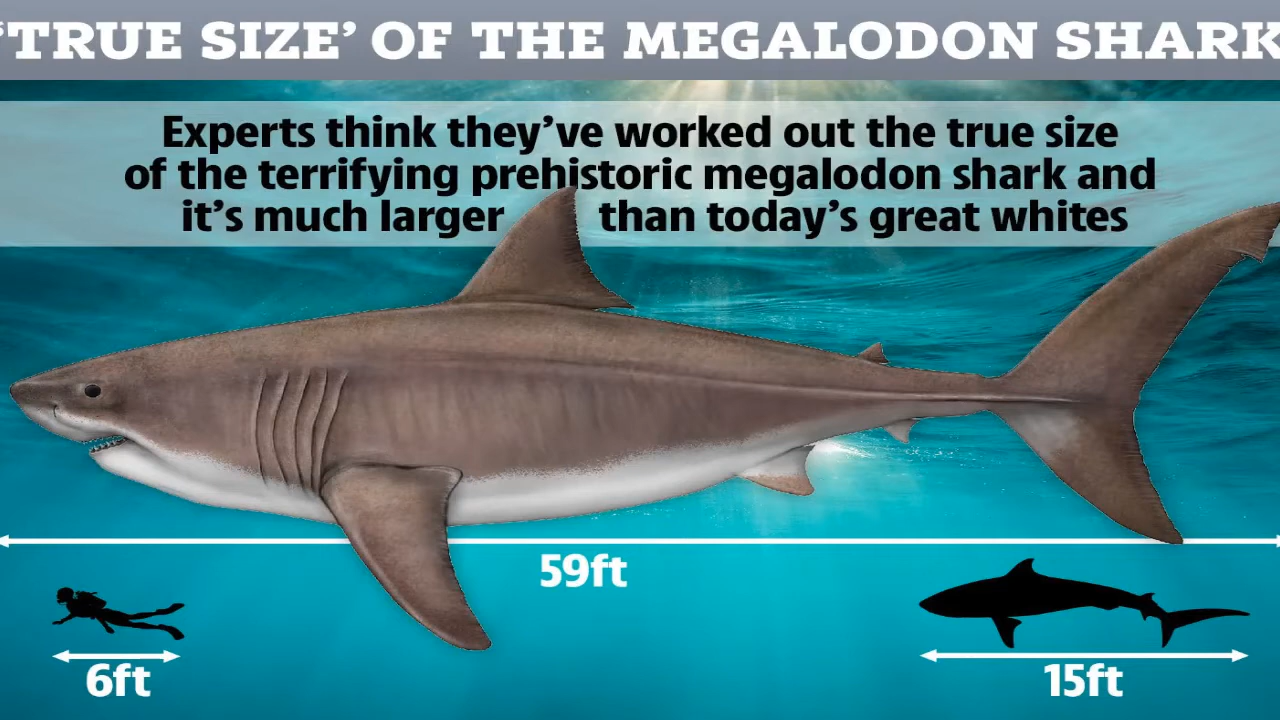 ‘TRUE SIZE’ OF THE MEGALODON SHARK
Experts think they’ve worked out the true size
of the terrifying prehistoric megalodon shark and
it’s much larger than today’s great whites
59ft
6ft
15ft